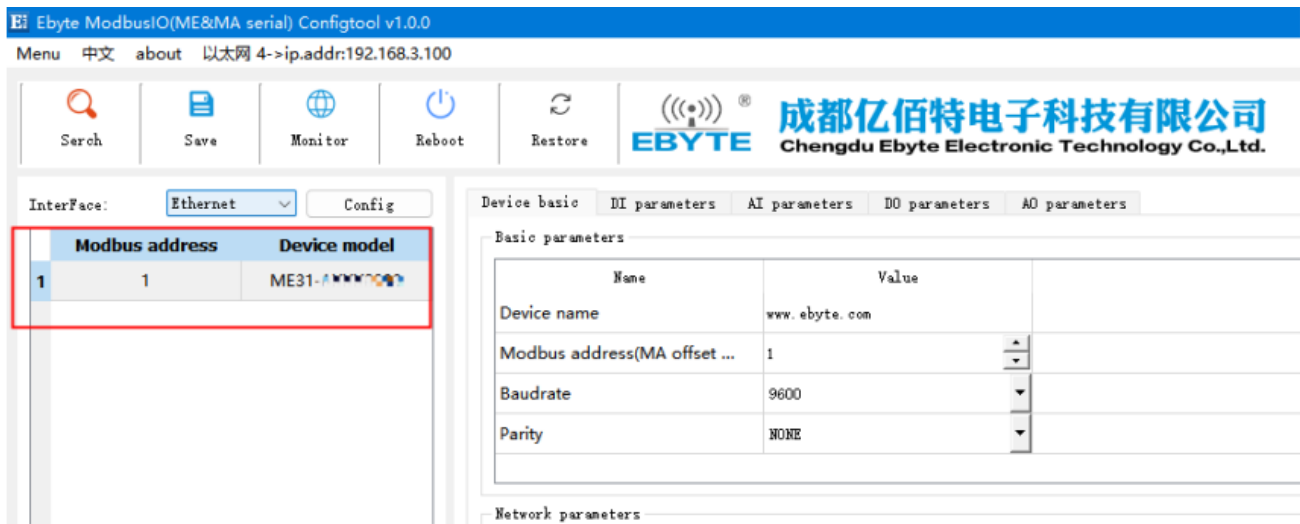 Ebyte ModbusIO(ME&MA serial) Configtool v1.0.0
Menu 中文 about 以太网 4->ip.addr:192.168.3.100
Serch Save Monitor Reboot Restore
((•)) ®
EBYTE
成都亿佰特电子科技有限公司
Chengdu Ebyte Electronic Technology Co.,Ltd.
InterFace: Ethernet Config
Modbus address Device model
1 1 ME31-
Device basic DI parameters AI parameters DO parameters AO parameters
Basic parameters
Name Value
Device name www.ebyte.com
Modbus address(MA offset ... 1
Baudrate 9600
Parity NONE
Network parameters